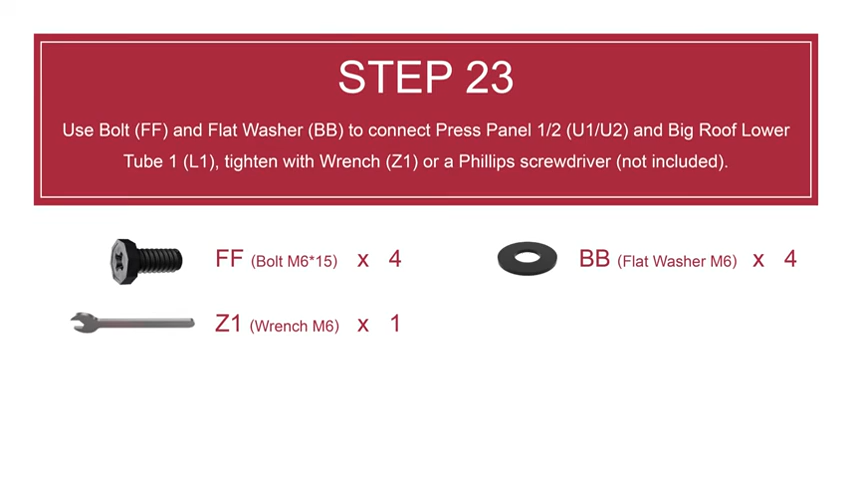 STEP 23
Use Bolt (FF) and Flat Washer (BB) to connect Press Panel 1/2 (U1/U2) and Big Roof Lower
Tube 1 (L1), tighten with Wrench (Z1) or a Phillips screwdriver (not included).
FF (Bolt M6*15) x 4
BB (Flat Washer M6) x 4
Z1 (Wrench M6) x 1